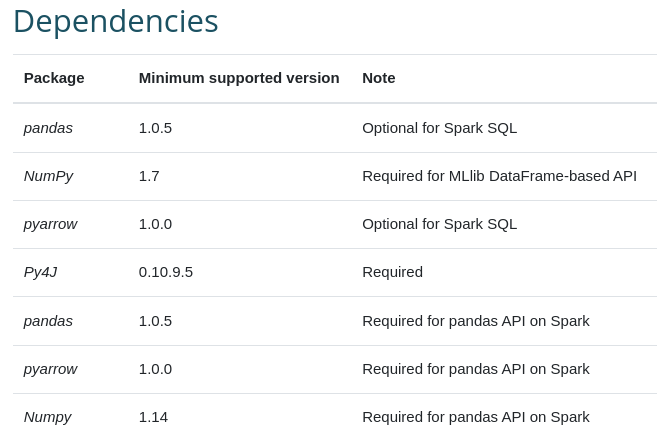 Dependencies
Package Minimum supported version Note
pandas 1.0.5 Optional for Spark SQL
NumPy 1.7 Required for MLlib DataFrame-based API
pyarrow 1.0.0 Optional for Spark SQL
Py4J 0.10.9.5 Required
pandas 1.0.5 Required for pandas API on Spark
pyarrow 1.0.0 Required for pandas API on Spark
Numpy 1.14 Required for pandas API on Spark